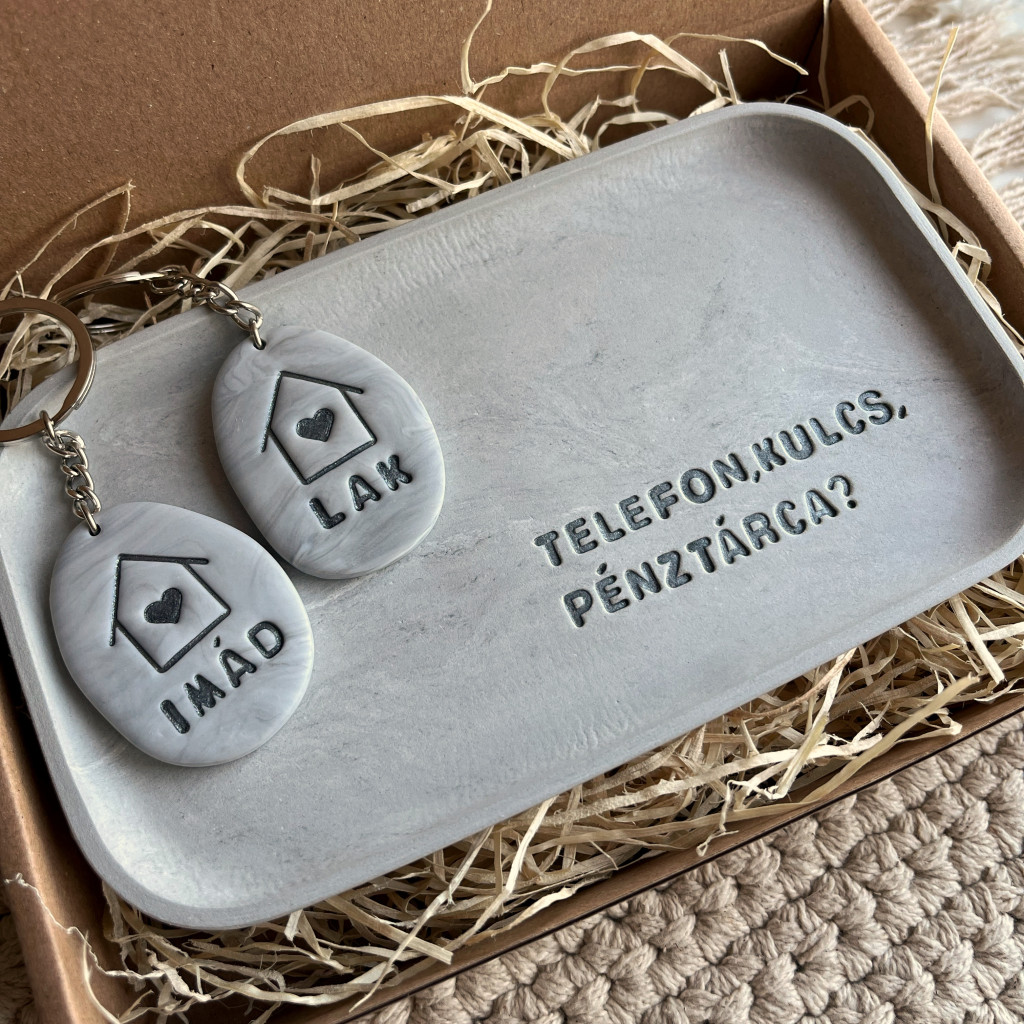 LAK
IMÁD
TELEFON,KULCS,
PÉNZTÁRCA?